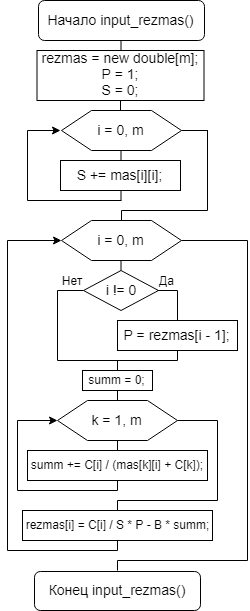 Начало input_rezmas()
rezmas = new double[m];
P = 1;
S = 0;
i = 0, m
S += mas[i][i];
i = 0, m
Нет
Да
i != 0
P = rezmas[i - 1];
summ = 0;
k = 1, m
summ += C[i] / (mas[k][i] + C[k]);
rezmas[i] = C[i] / S * P - B * summ;
Конец input_rezmas()